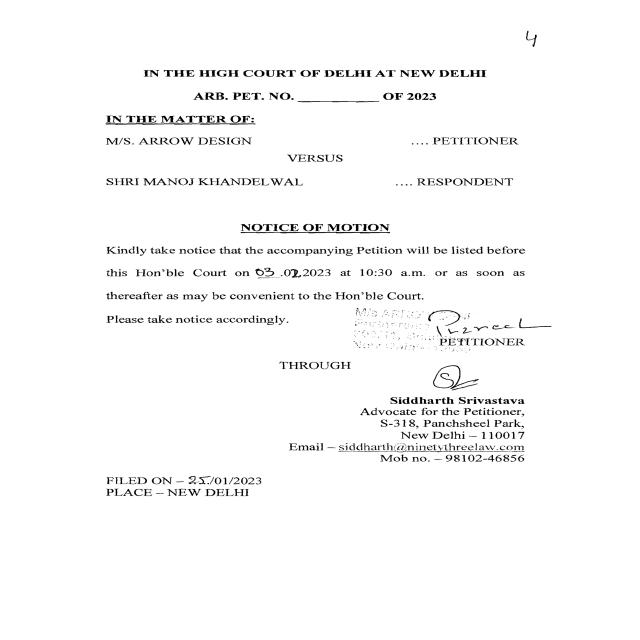 4
IN THE HIGH COURT OF DELHI AT NEW DELHI
ARB. PET. NO. ___________ OF 2023
IN THE MATTER OF:
M/S. ARROW DESIGN .... PETITIONER
VERSUS
SHRI MANOJ KHANDELWAL .... RESPONDENT
NOTICE OF MOTION
Kindly take notice that the accompanying Petition will be listed before
this Hon'ble Court on 03.02.2023 at 10:30 a.m. or as soon as
thereafter as may be convenient to the Hon'ble Court.
Please take notice accordingly.
M/s ARROW
PETITIONER
THROUGH
Siddharth Srivastava
Advocate for the Petitioner,
S-318, Panchsheel Park,
New Delhi – 110017
Email – siddharth@ninetythreelaw.com
Mob no. – 98102-46856
FILED ON – 25/01/2023
PLACE – NEW DELHI